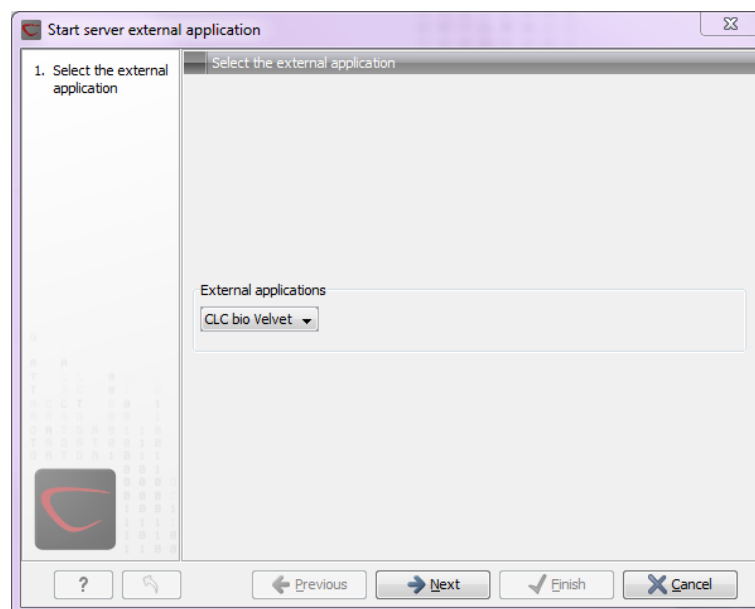 Start server external application
1. Select the external
application
Select the external application
External applications
CLC bio Velvet
?
Previous
Next
Finish
Cancel